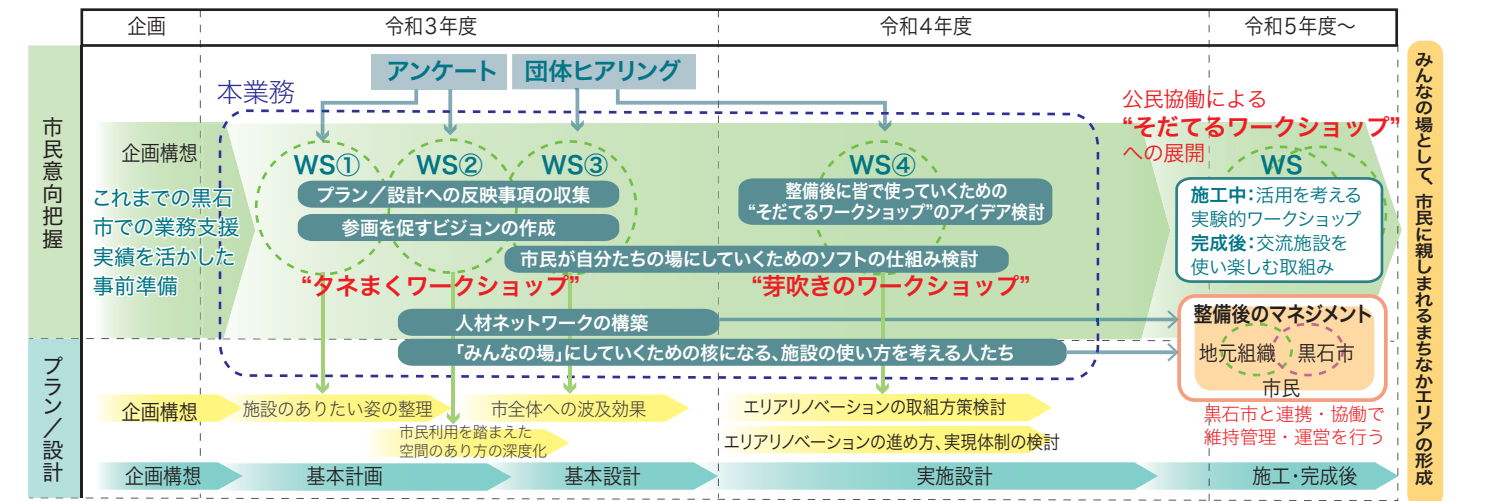 企画
令和3年度
令和4年度
令和5年度～
市民意向把握
プラン／設計
アンケート
団体ヒアリング
本業務
公民協働による
“そだてるワークショップ”
への展開
企画構想
WS①
WS②
WS③
WS④
WS
これまでの黒石
市での業務支援
実績を活かした
事前準備
プラン／設計への反映事項の収集
参画を促すビジョンの作成
整備後に皆で使っていくための
“そだてるワークショップ”のアイデア検討
市民が自分たちの場にしていくためのソフトの仕組み検討
“タネまくワークショップ”
“芽吹きのワークショップ”
施工中：活用を考える
実験的ワークショップ
完成後：交流施設を
使い楽しむ取組み
人材ネットワークの構築
「みんなの場」にしていくための核になる、施設の使い方を考える人たち
整備後のマネジメント
地元組織
黒石市
市民
黒石市と連携・協働で
維持管理・運営を行う
企画構想
施設のありたい姿の整理
市全体への波及効果
市民利用を踏まえた
空間のあり方の深度化
エリアリノベーションの取組方策検討
エリアリノベーションの進め方、実現体制の検討
企画構想
基本計画
基本設計
実施設計
施工・完成後
みんなの場として、市民に親しまれるまちなかエリアの形成